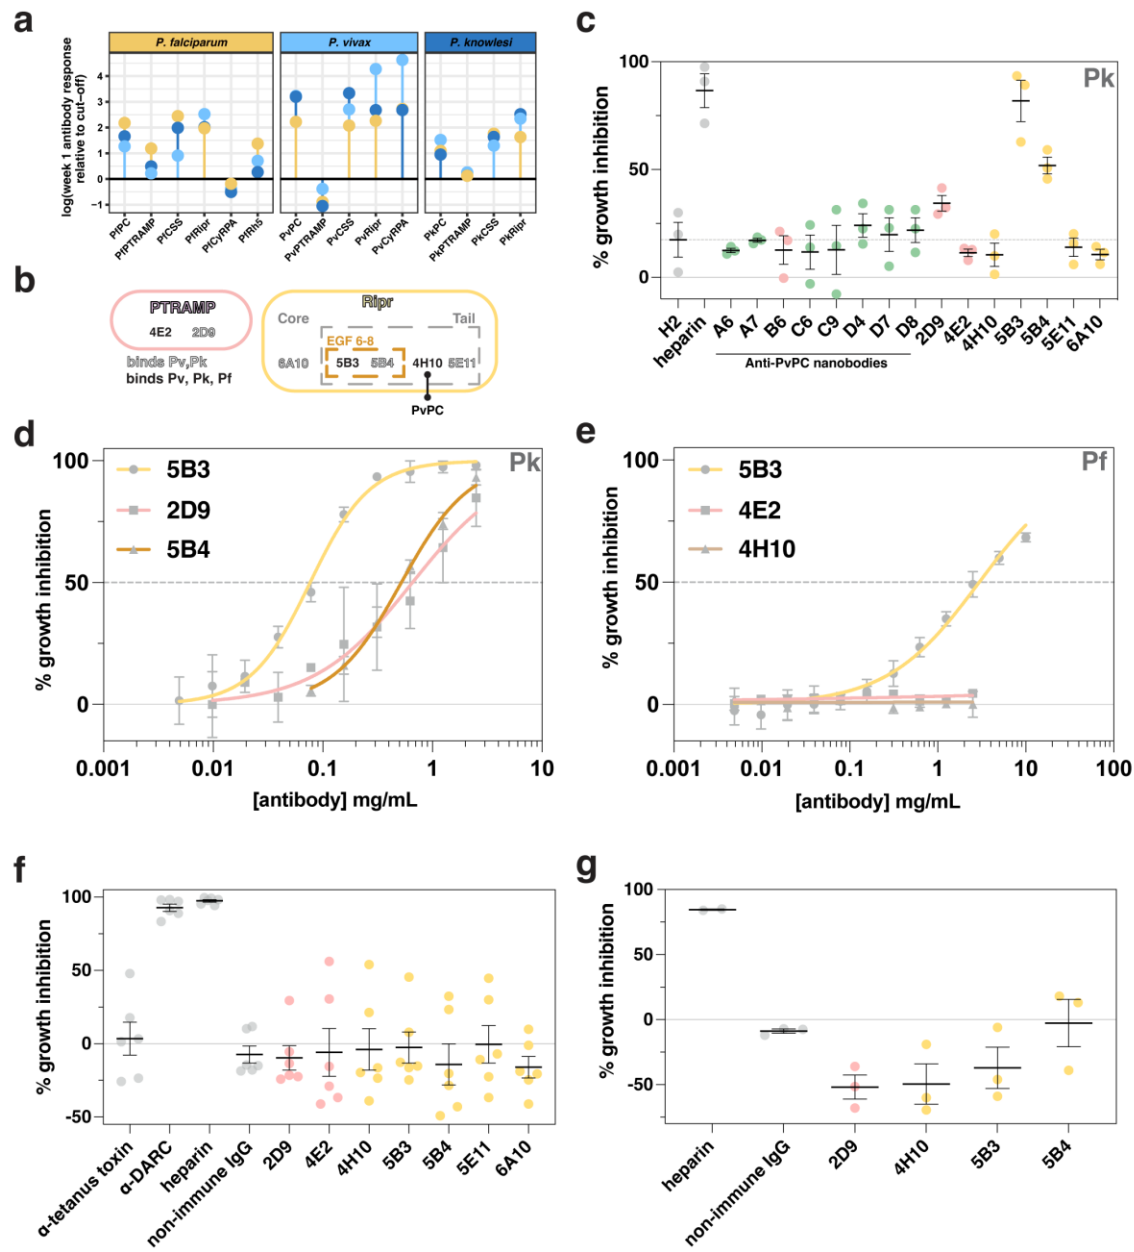 a
P. falciparum
P. vivax
P. knowlesi
log(week 1 antibody response
relative to cut−off)
4
3
2
1
0
−1
PfPC
PfPTRAMP
PfCSS
PfRipr
PfCyRPA
PfRh5
PvPC
PvPTRAMP
PvCSS
PvRipr
PvCyRPA
PkPC
PkPTRAMP
PkCSS
PkRipr
b
PTRAMP
4E2 2D9
binds Pv,Pk
binds Pv, Pk, Pf
Ripr
Core Tail
EGF 6-8
6A10 5B3 5B4 4H10 5E11
PvPC
c
Pk
% growth inhibition
100
50
0
H2
heparin
A6
A7
B6
C6
C9
D4
D7
D8
2D9
4E2
4H10
5B3
5B4
5E11
6A10
Anti-PvPC nanobodies
d
Pk
5B3
2D9
5B4
% growth inhibition
100
50
0
0.001 0.01 0.1 1 10
[antibody] mg/mL
e
Pf
5B3
4E2
4H10
% growth inhibition
100
50
0
0.001 0.01 0.1 1 10 100
[antibody] mg/mL
f
% growth inhibition
100
50
0
-50
α-tetanus toxin
α-DARC
heparin
non-immune IgG
2D9
4E2
4H10
5B3
5B4
5E11
6A10
g
% growth inhibition
100
50
0
-50
heparin
non-immune IgG
2D9
4H10
5B3
5B4